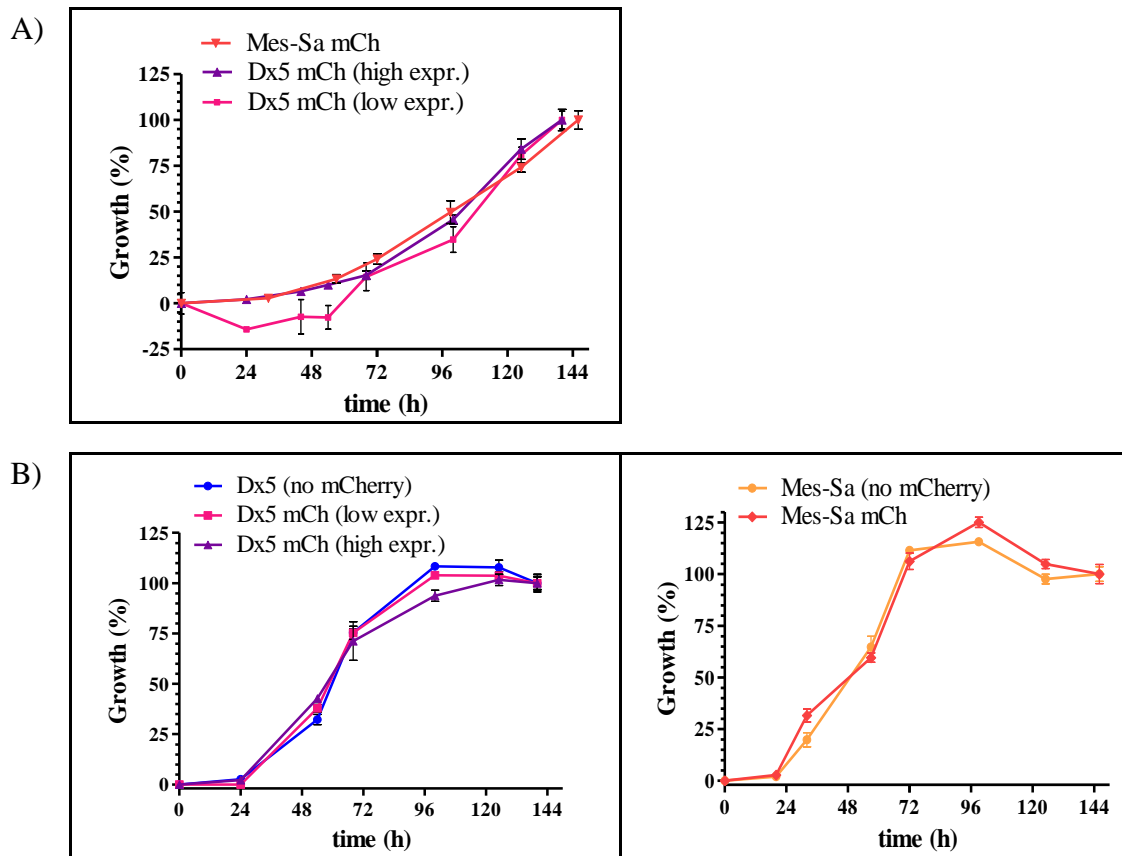 A)
Mes-Sa mCh
Dx5 mCh (high expr.)
Dx5 mCh (low expr.)
125
100
75
50
25
0
-25
Growth (%)
0 24 48 72 96 120 144
time (h)
B)
Dx5 (no mCherry)
Dx5 mCh (low expr.)
Dx5 mCh (high expr.)
125
100
75
50
25
0
Growth (%)
0 24 48 72 96 120 144
time (h)
Mes-Sa (no mCherry)
Mes-Sa mCh
125
100
75
50
25
0
Growth (%)
0 24 48 72 96 120 144
time (h)